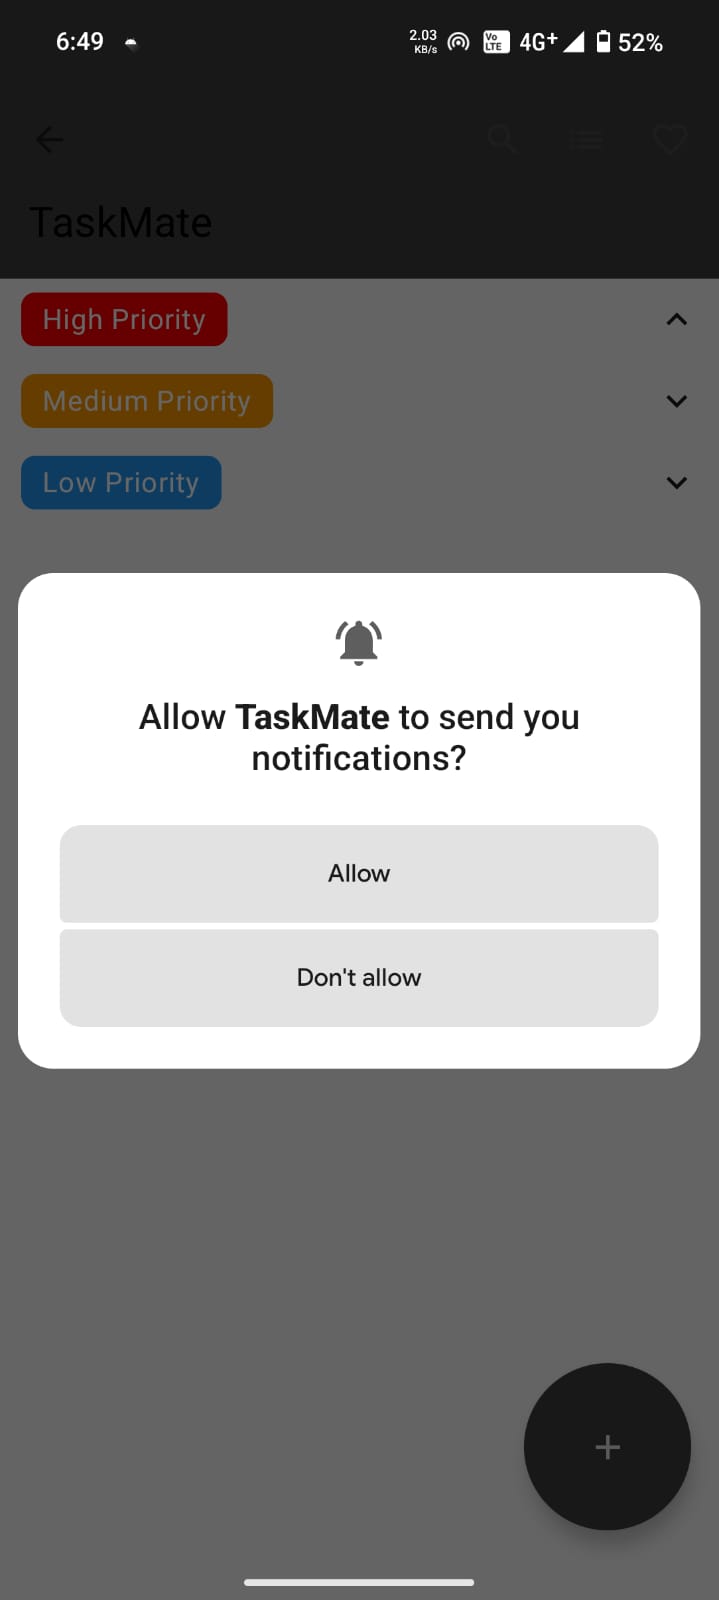 6:49
2.03
KB/s
Vo
LTE
4G+
52%
TaskMate
High Priority
Medium Priority
Low Priority
Allow TaskMate to send you
notifications?
Allow
Don't allow